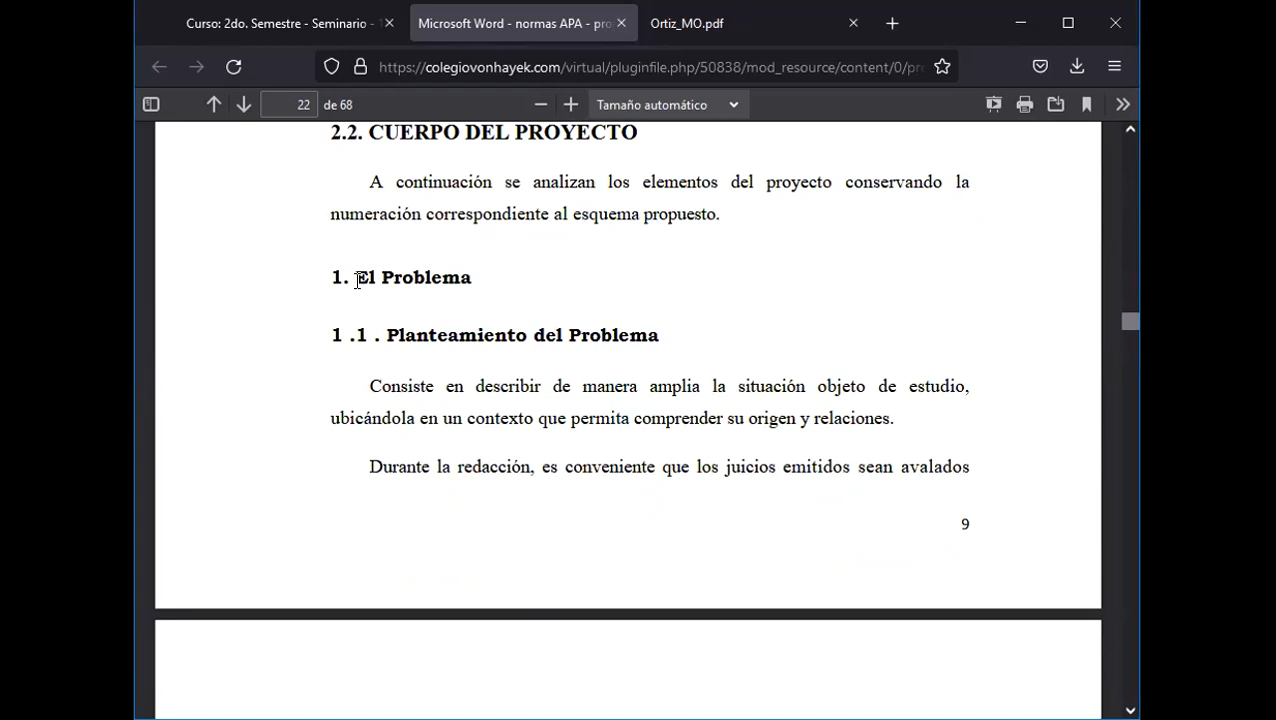 Curso: 2do. Semestre - Seminario -
Microsoft Word - normas APA - pro
Ortiz_MO.pdf
https://colegiovonhayek.com/virtual/pluginfile.php/50838/mod_resource/content/0/pr
22 de 68
Tamaño automático
2.2. CUERPO DEL PROYECTO
A continuación se analizan los elementos del proyecto conservando la
numeración correspondiente al esquema propuesto.
1. El Problema
1 .1 . Planteamiento del Problema
Consiste en describir de manera amplia la situación objeto de estudio,
ubicándola en un contexto que permita comprender su origen y relaciones.
Durante la redacción, es conveniente que los juicios emitidos sean avalados
9